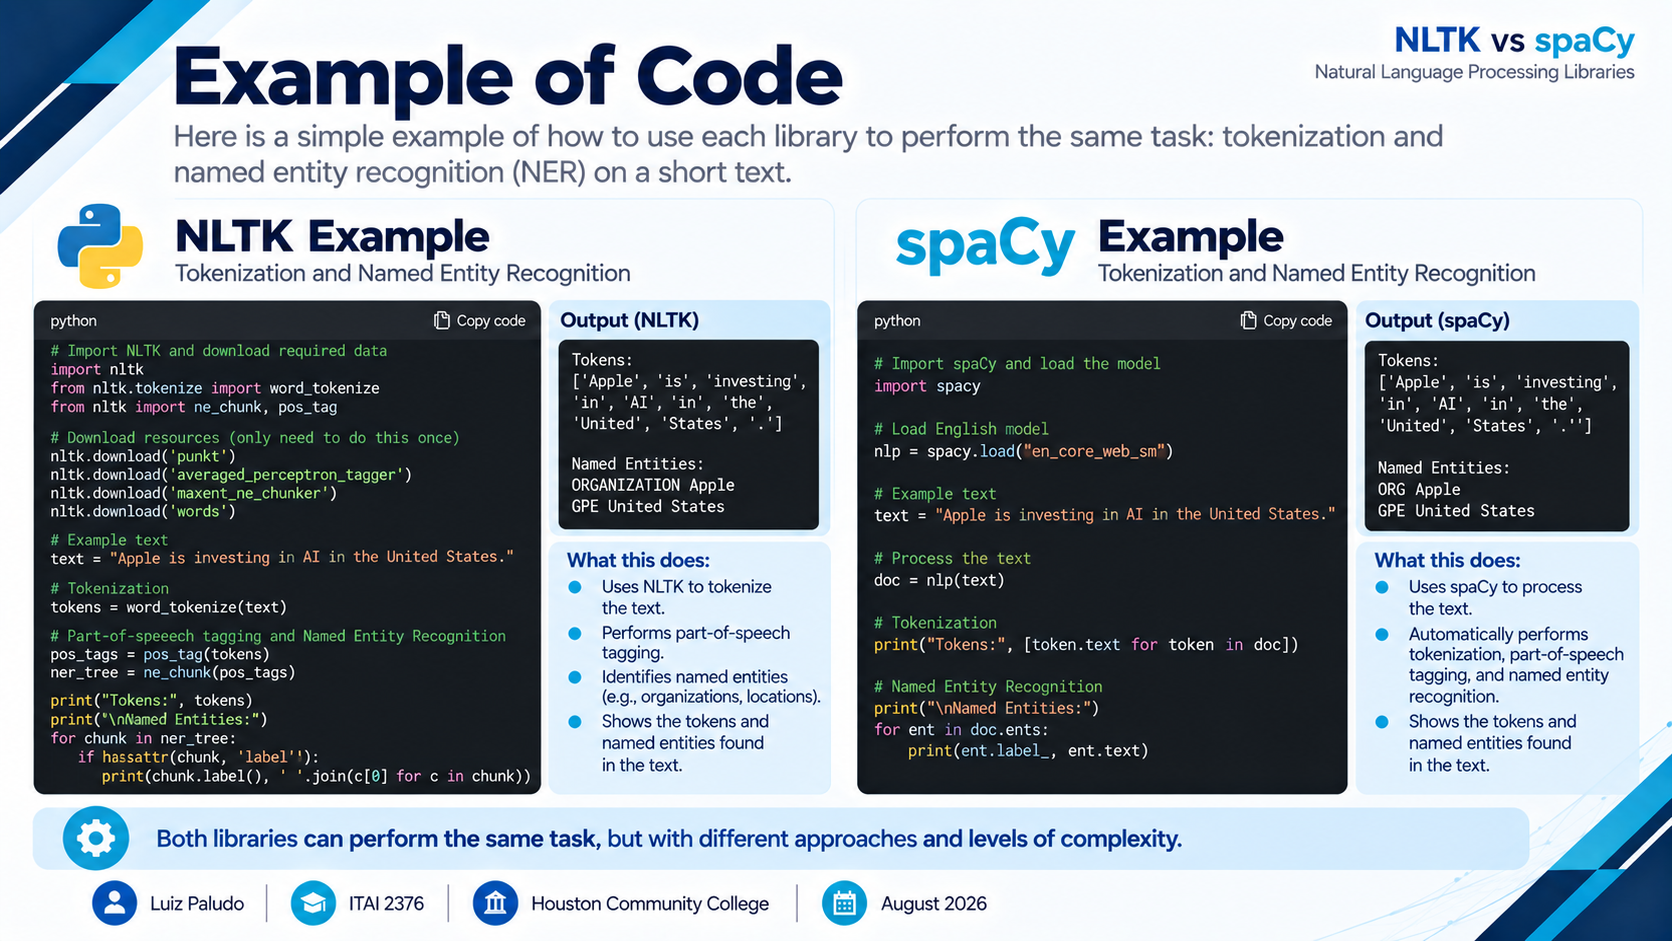 Example of Code
NLTK vs spaCy
Natural Language Processing Libraries
Here is a simple example of how to use each library to perform the same task: tokenization and
named entity recognition (NER) on a short text.
NLTK Example
Tokenization and Named Entity Recognition
python
Copy code
# Import NLTK and download required data
import nltk
from nltk.tokenize import word_tokenize
from nltk import ne_chunk, pos_tag
# Download resources (only need to do this once)
nltk.download('punkt')
nltk.download('averaged_perceptron_tagger')
nltk.download('maxent_ne_chunker')
nltk.download('words')
# Example text
text = "Apple is investing in AI in the United States."
# Tokenization
tokens = word_tokenize(text)
# Part-of-speeech tagging and Named Entity Recognition
pos_tags = pos_tag(tokens)
ner_tree = ne_chunk(pos_tags)
print("Tokens:", tokens)
print("\nNamed Entities:")
for chunk in ner_tree:
if hassattr(chunk, 'label''):
print(chunk.label(), ' '.join(c[0] for c in chunk))
Output (NLTK)
Tokens:
['Apple', 'is', 'investing',
'in', 'AI', 'in', 'the',
'United', 'States', '.']
Named Entities:
ORGANIZATION Apple
GPE United States
What this does:
Uses NLTK to tokenize
the text.
Performs part-of-speech
tagging.
Identifies named entities
(e.g., organizations, locations).
Shows the tokens and
named entities found
in the text.
spaCy Example
Tokenization and Named Entity Recognition
python
Copy code
# Import spaCy and load the model
import spacy
# Load English model
nlp = spacy.load("en_core_web_sm")
# Example text
text = "Apple is investing in AI in the United States."
# Process the text
doc = nlp(text)
# Tokenization
print("Tokens:", [token.text for token in doc])
# Named Entity Recognition
print("\nNamed Entities:")
for ent in doc.ents:
print(ent.label_, ent.text)
Output (spaCy)
Tokens:
['Apple', 'is', 'investing',
'in', 'AI', 'in', 'the',
'United', 'States', '.'']
Named Entities:
ORG Apple
GPE United States
What this does:
Uses spaCy to process
the text.
Automatically performs
tokenization, part-of-speech
tagging, and named entity
recognition.
Shows the tokens and
named entities found
in the text.
Both libraries can perform the same task, but with different approaches and levels of complexity.
Luiz Paludo
ITAI 2376
Houston Community College
August 2026